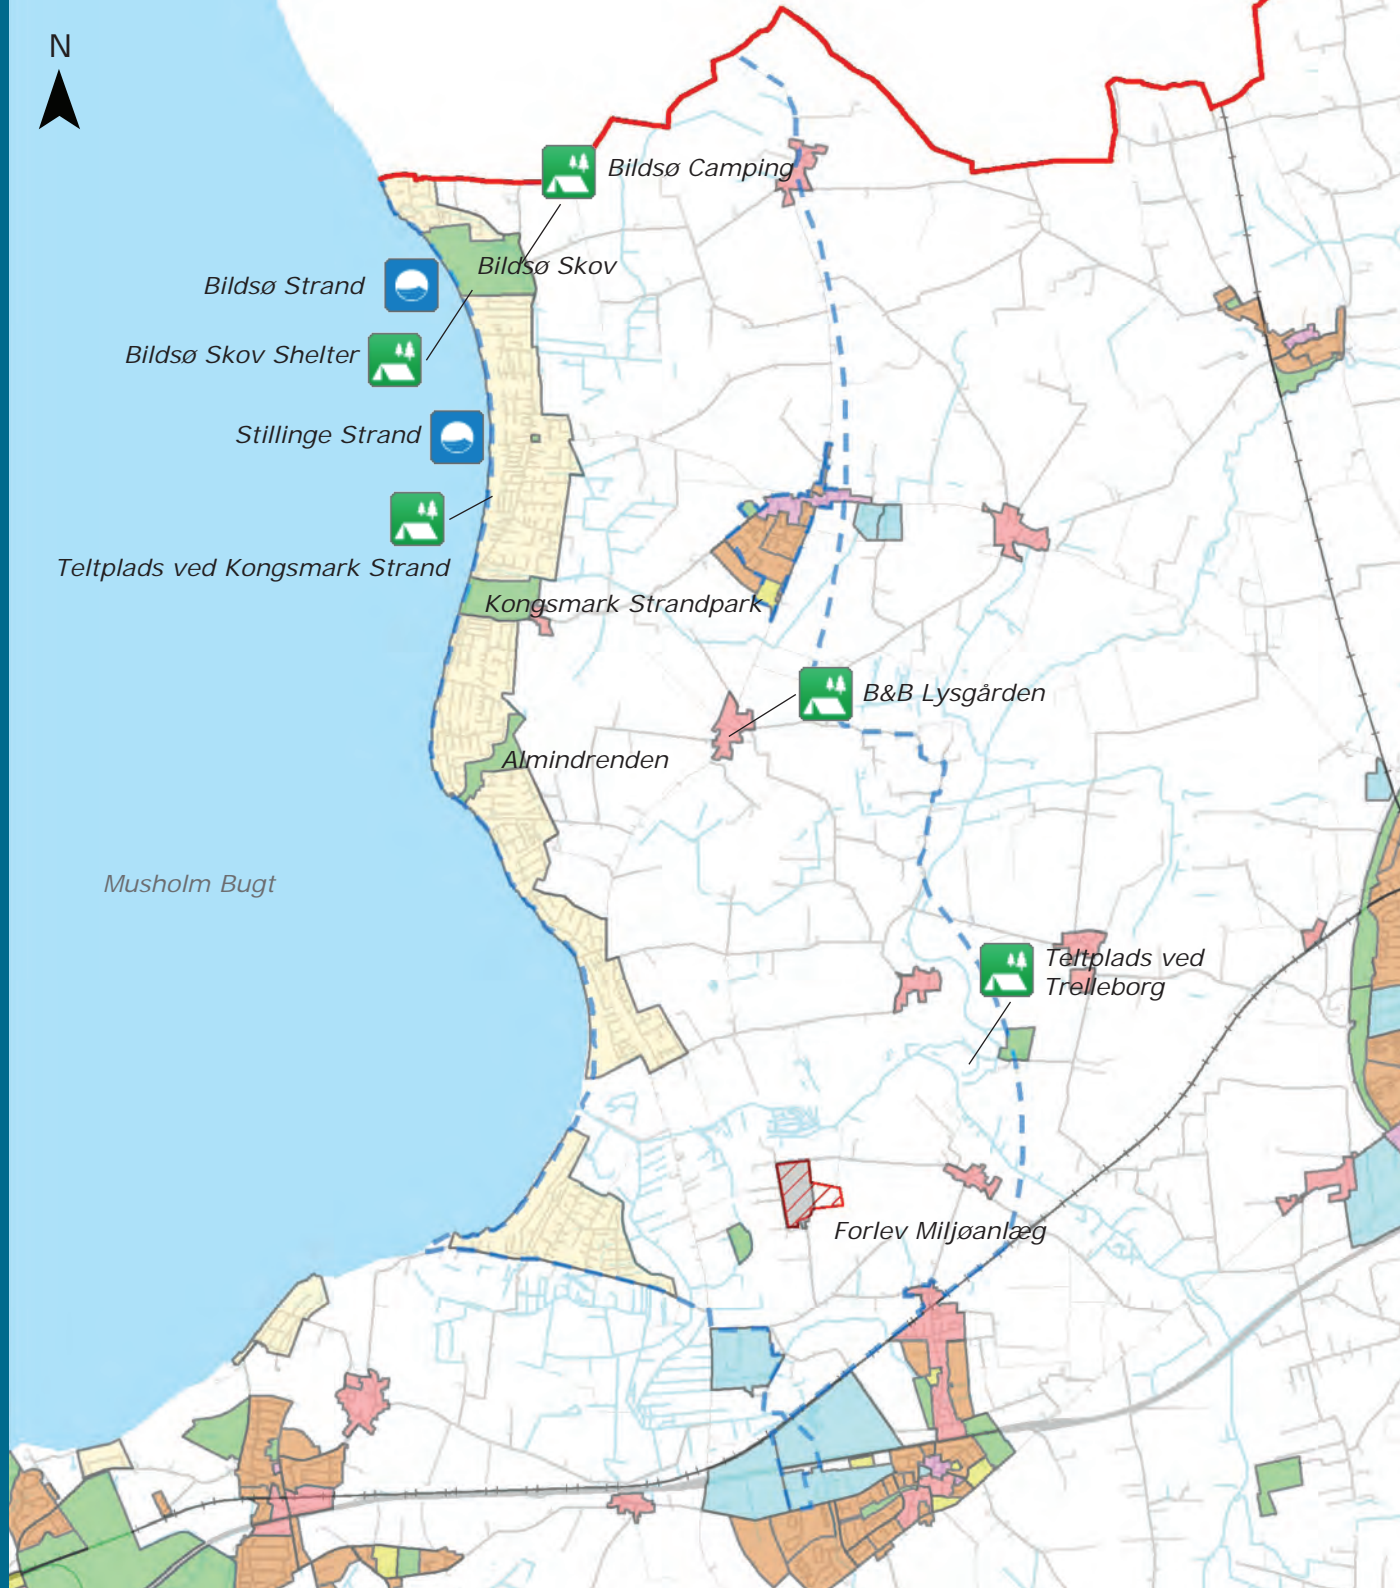 N
Bildsø Camping
Bildsø Skov
Bildsø Strand
Bildsø Skov Shelter
Stillinge Strand
Teltplads ved Kongsmark Strand
Kongsmark Strandpark
B&B Lysgården
Almindrenden
Musholm Bugt
Teltplads ved
Trelleborg
Forlev Miljøanlæg